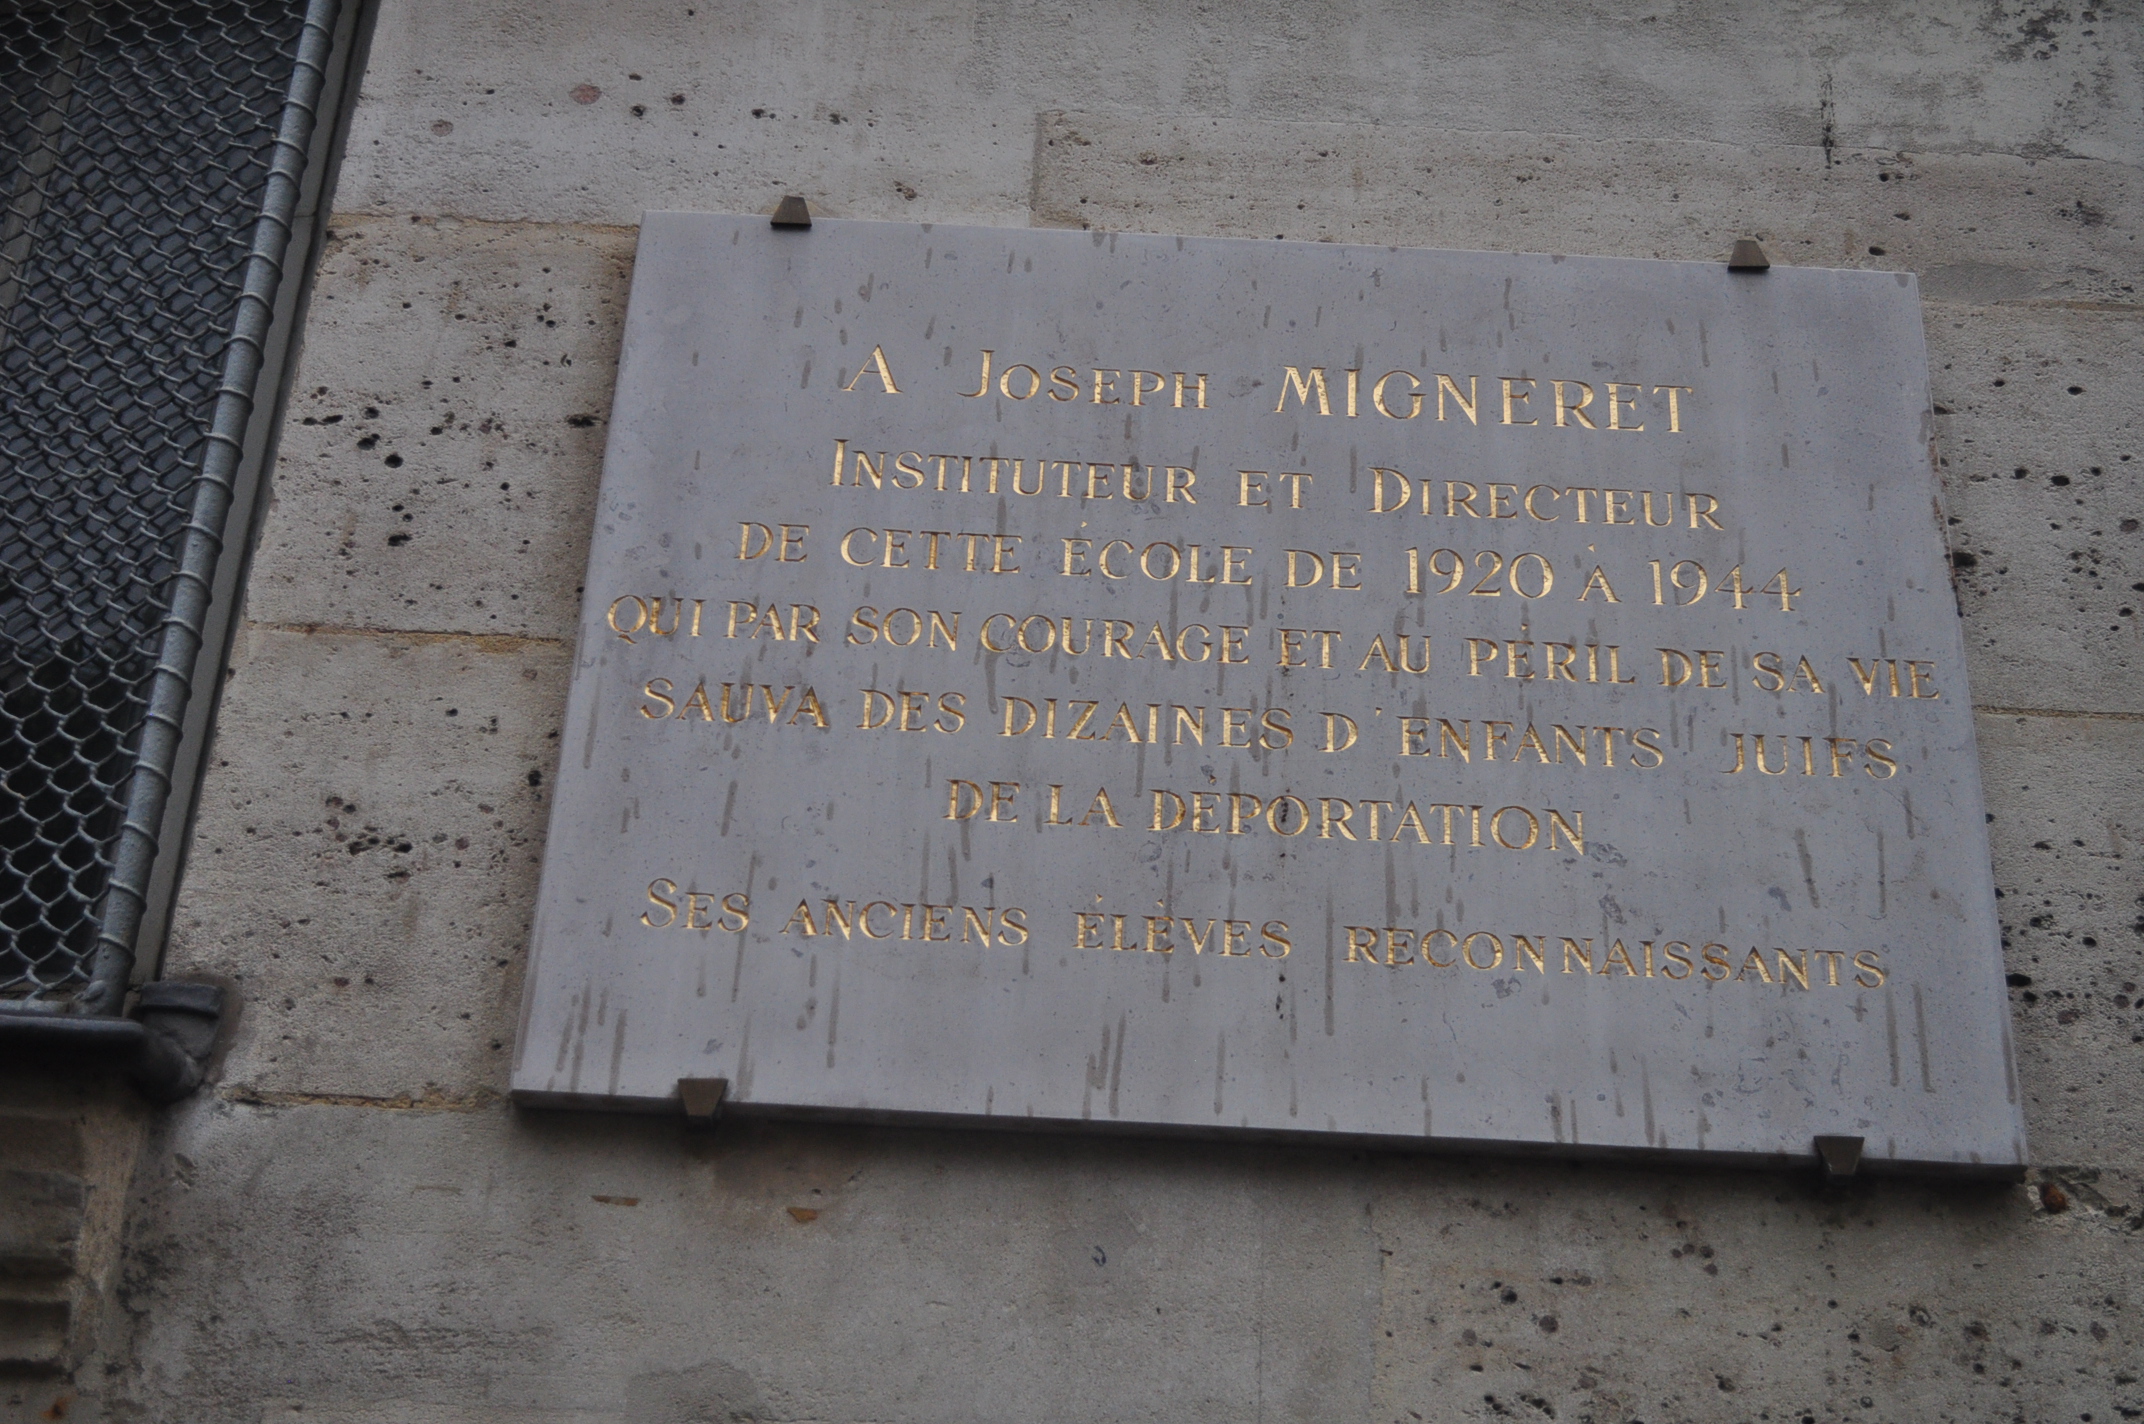 A JOSEPH MIGNERET
INSTITUTEUR ET DIRECTEUR
DE CETTE ÉCOLE DE 1920 À 1944
QUI PAR SON COURAGE ET AU PÉRIL DE SA VIE
SAUVA DES DIZAINES D'ENFANTS JUIFS
DE LA DÉPORTATION
SES ANCIENS ÉLÈVES RECONNAISSANTS